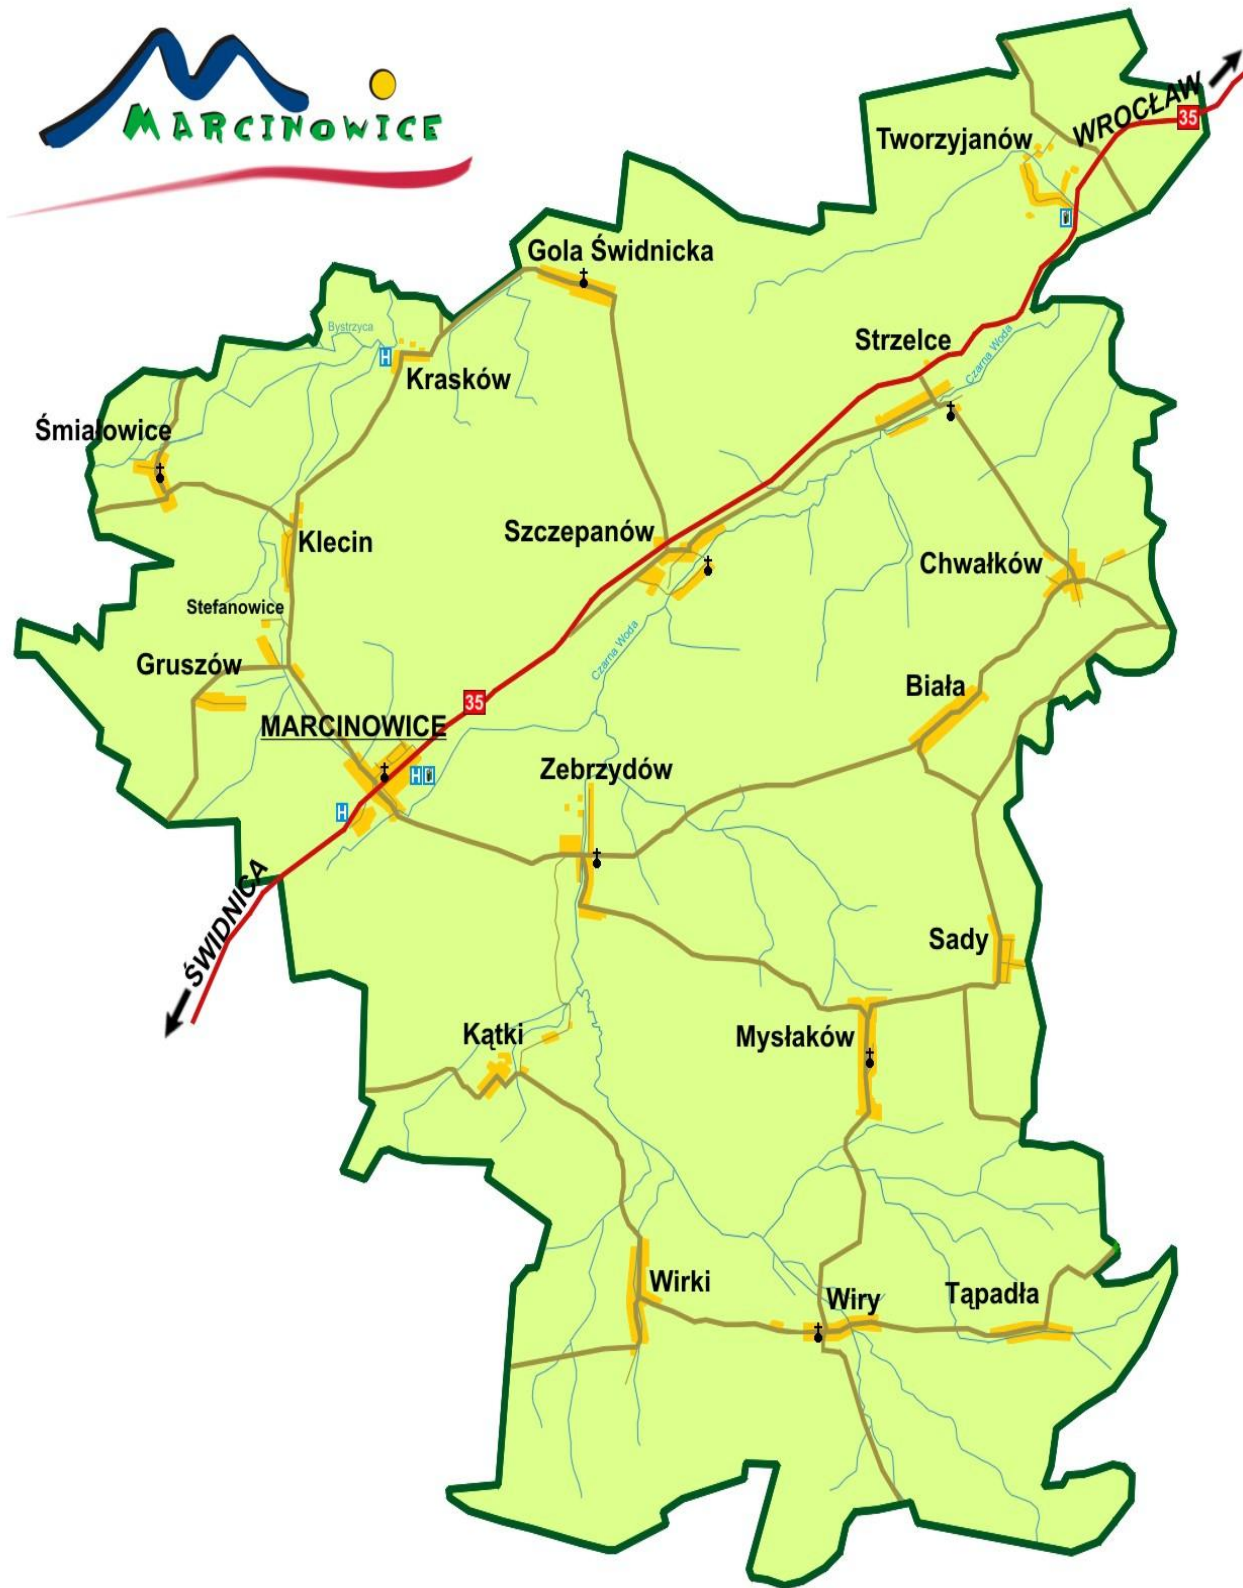 MARCINOWICE
WROCŁAW
35
Tworzyjanów
Gola Świdnicka
Bystrzyca
H
Krasków
Strzelce
Czarna Woda
Śmiałowice
Klecin
Szczepanów
Chwałków
Stefanowice
Czarna Woda
Gruszów
Biała
35
MARCINOWICE
Zebrzydów
H
H
ŚWIDNICA
Sady
Kątki
Mysłaków
Wirki
Wiry
Tąpadła